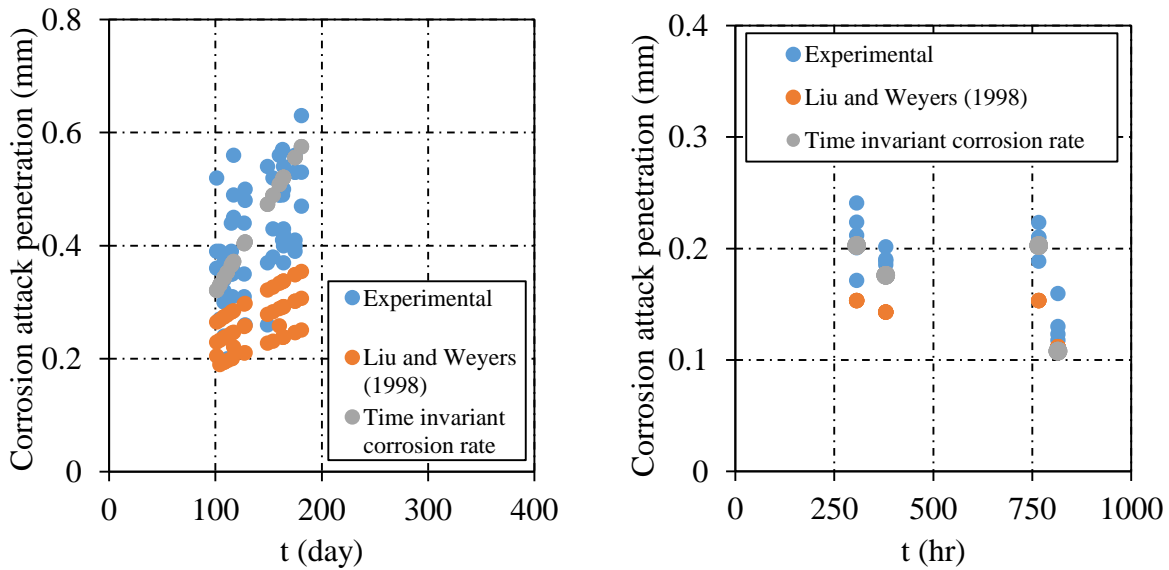 Corrosion attack penetration (mm)
0.8
0.6
0.4
0.2
0
Experimental
Liu and Weyers
(1998)
Time invariant
corrosion rate
0 100 200 300 400
t (day)
Corrosion attack penetration (mm)
0.4
0.3
0.2
0.1
0
Experimental
Liu and Weyers (1998)
Time invariant corrosion rate
0 250 500 750 1000
t (hr)